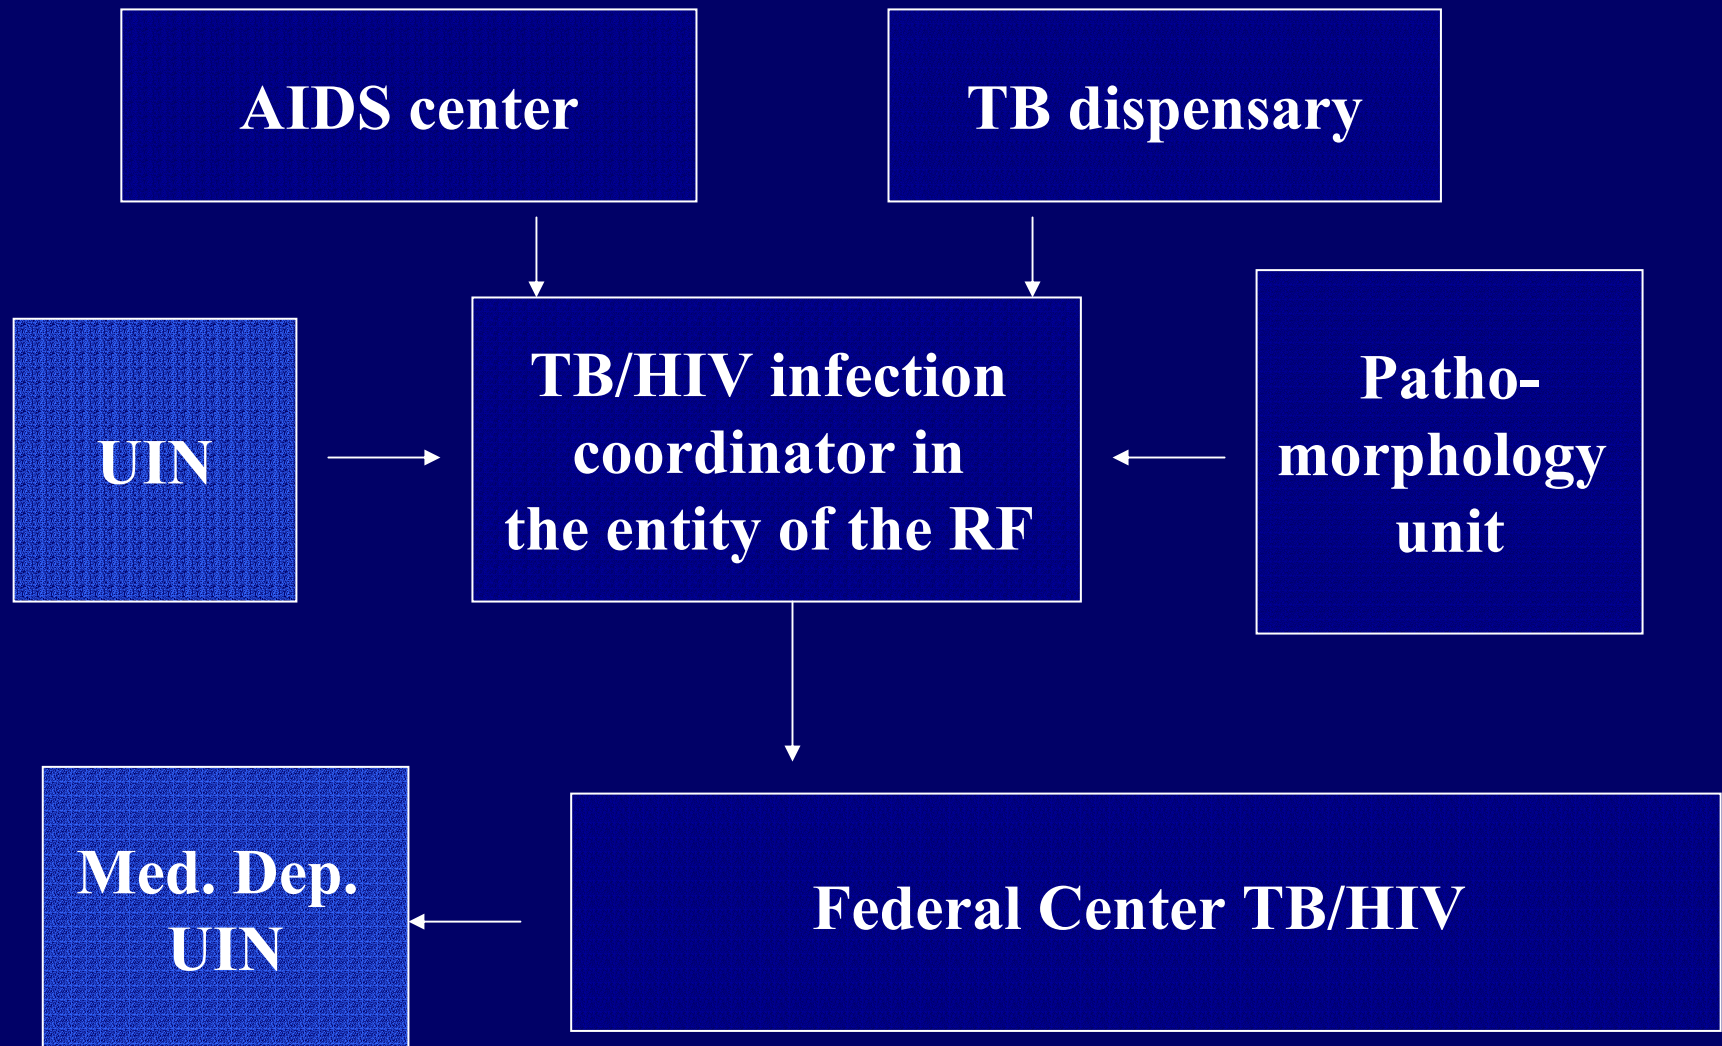 AIDS center
TB dispensary
UIN
TB/HIV infection
coordinator in
the entity of the RF
Patho-
morphology
unit
Med. Dep.
UIN
Federal Center TB/HIV